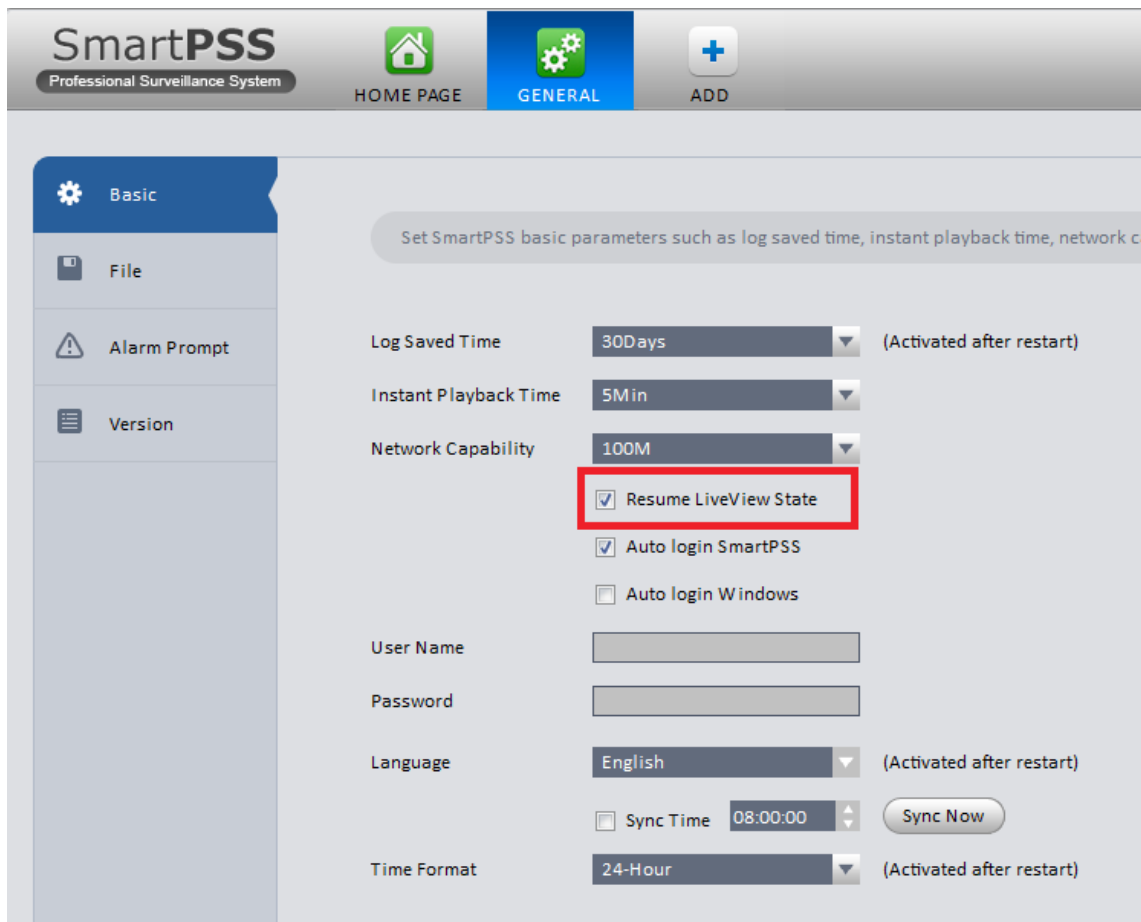 SmartPSS
Professional Surveillance System
HOME PAGE
GENERAL
ADD
Basic
File
Alarm Prompt
Version
Set SmartPSS basic parameters such as log saved time, instant playback time, network c
Log Saved Time 30Days (Activated after restart)
Instant Playback Time 5Min
Network Capability 100M
Resume LiveView State
Auto login SmartPSS
Auto login Windows
User Name
Password
Language English (Activated after restart)
Sync Time 08:00:00 Sync Now
Time Format 24-Hour (Activated after restart)